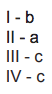 I - b
II - a
III - c
IV - c